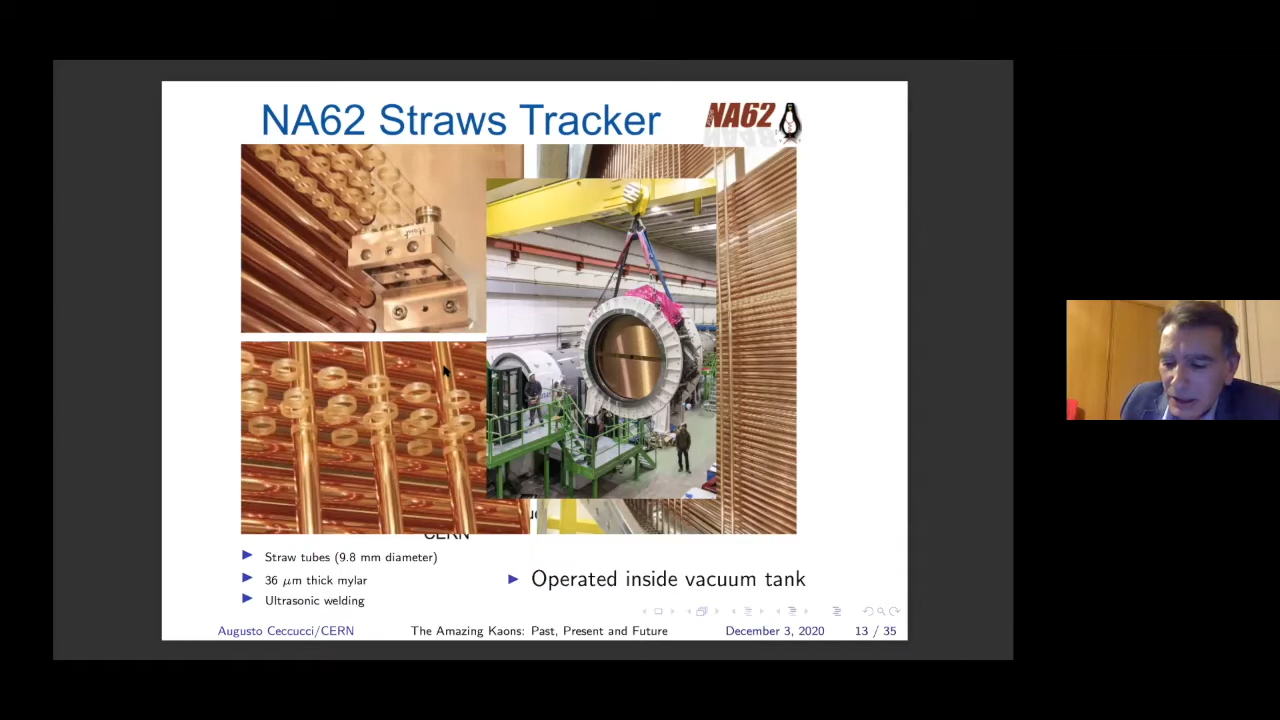 NA62 Straws Tracker
NA62
CERN
Straw tubes (9.8 mm diameter)
36 μm thick mylar
Ultrasonic welding
Operated inside vacuum tank
Augusto Ceccucci/CERN
The Amazing Kaons: Past, Present and Future
December 3, 2020
13 / 35